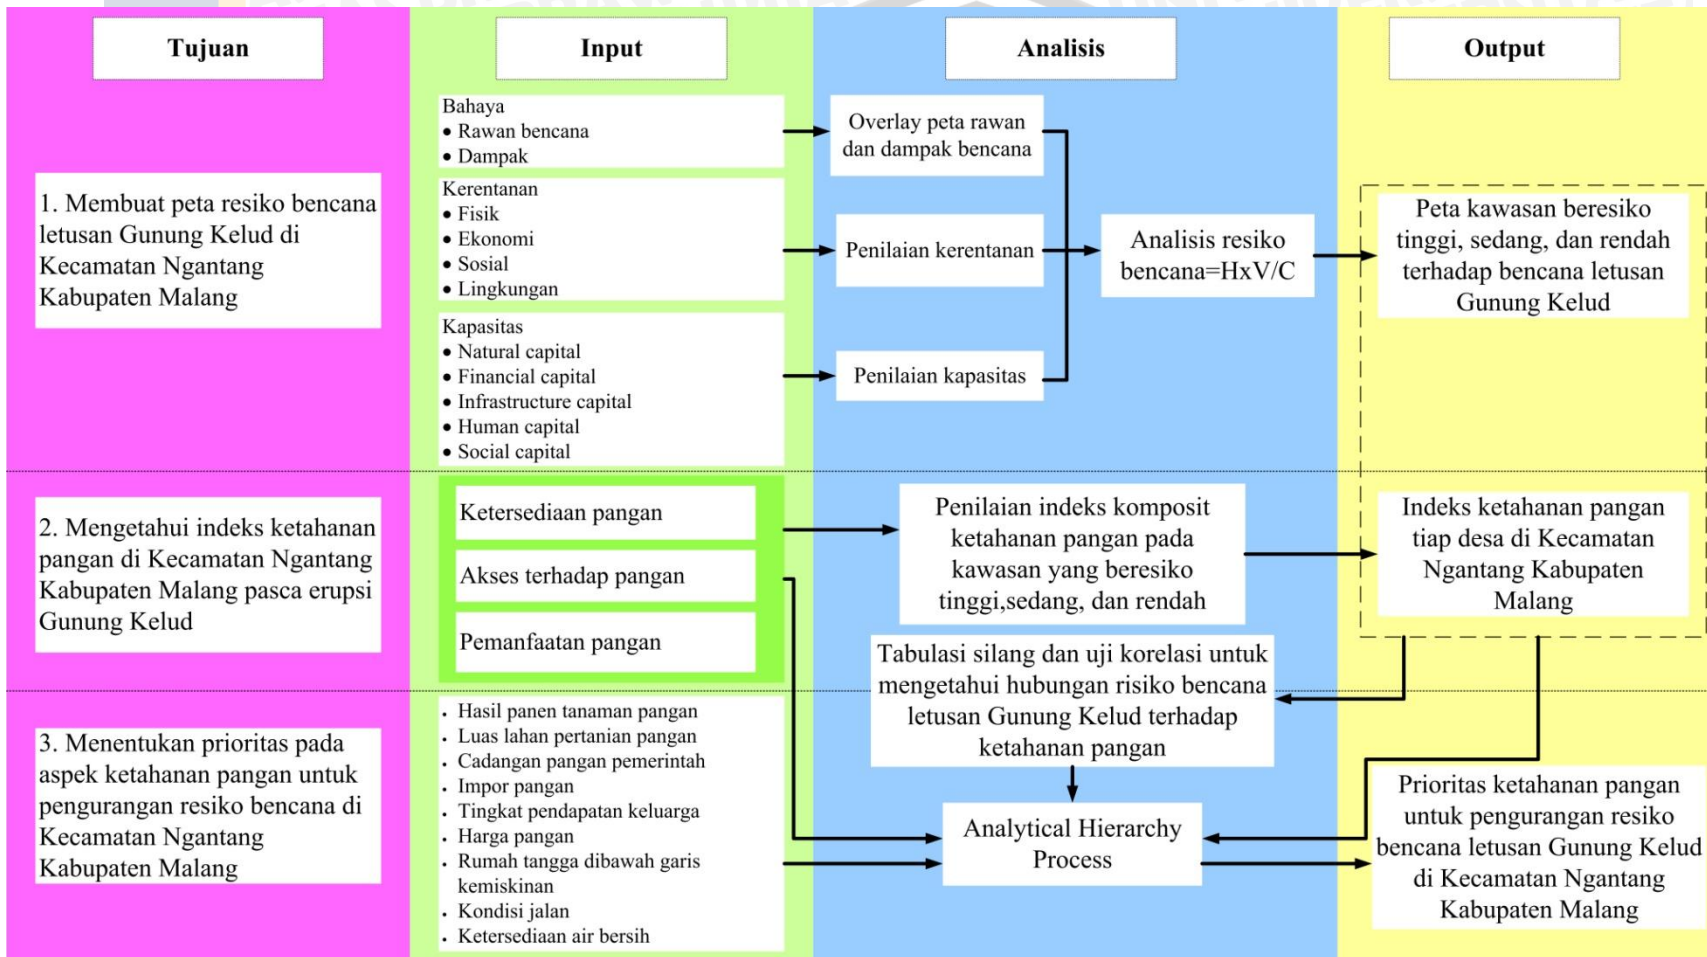 Tujuan
Input
Analisis
Output
1. Membuat peta resiko bencana
letusan Gunung Kelud di
Kecamatan Ngantang
Kabupaten Malang
Bahaya
● Rawan bencana
● Dampak
Kerentanan
● Fisik
● Ekonomi
● Sosial
● Lingkungan
Kapasitas
● Natural capital
● Financial capital
● Infrastructure capital
● Human capital
● Social capital
Overlay peta rawan
dan dampak bencana
Penilaian kerentanan
Penilaian kapasitas
Analisis resiko
bencana=HxV/C
Peta kawasan beresiko
tinggi, sedang, dan rendah
terhadap bencana letusan
Gunung Kelud
2. Mengetahui indeks ketahanan
pangan di Kecamatan Ngantang
Kabupaten Malang pasca erupsi
Gunung Kelud
Ketersediaan pangan
Akses terhadap pangan
Pemanfaatan pangan
Penilaian indeks komposit
ketahanan pangan pada
kawasan yang beresiko
tinggi,sedang, dan rendah
Indeks ketahanan pangan
tiap desa di Kecamatan
Ngantang Kabupaten
Malang
Tabulasi silang dan uji korelasi untuk
mengetahui hubungan risiko bencana
letusan Gunung Kelud terhadap
ketahanan pangan
3. Menentukan prioritas pada
aspek ketahanan pangan untuk
pengurangan resiko bencana di
Kecamatan Ngantang
Kabupaten Malang
• Hasil panen tanaman pangan
• Luas lahan pertanian pangan
• Cadangan pangan pemerintah
• Impor pangan
• Tingkat pendapatan keluarga
• Harga pangan
• Rumah tangga dibawah garis
kemiskinan
• Kondisi jalan
• Ketersediaan air bersih
Analytical Hierarchy
Process
Prioritas ketahanan pangan
untuk pengurangan resiko
bencana letusan Gunung Kelud
di Kecamatan Ngantang
Kabupaten Malang